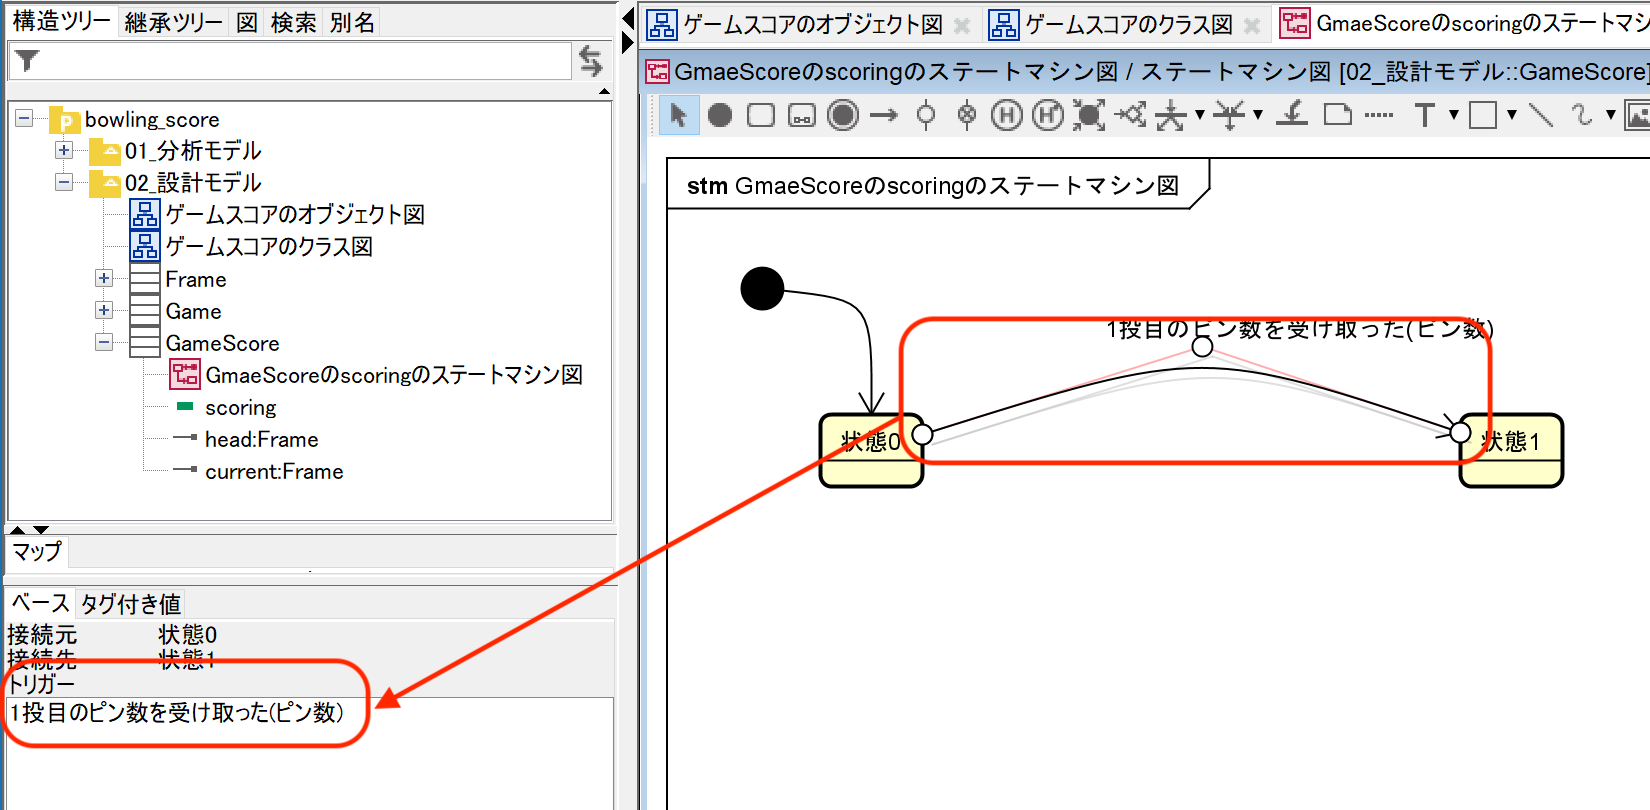 構造ツリー 継承ツリー 図 検索 別名
bowling_score
01_分析モデル
02_設計モデル
ゲームスコアのオブジェクト図
ゲームスコアのクラス図
Frame
Game
GameScore
GmaeScoreのscoringのステートマシン図
scoring
head:Frame
current:Frame
マップ
ベース タグ付き値
接続元 状態0
接続先 状態1
トリガー
1投目のピン数を受け取った(ピン数)
ゲームスコアのオブジェクト図 ゲームスコアのクラス図 GmaeScoreのscoringのステートマシ
GmaeScoreのscoringのステートマシン図 / ステートマシン図 [02_設計モデル::GameScore]
stm GmaeScoreのscoringのステートマシン図
1投目のピン数を受け取った(ピン数)
状態0
状態1